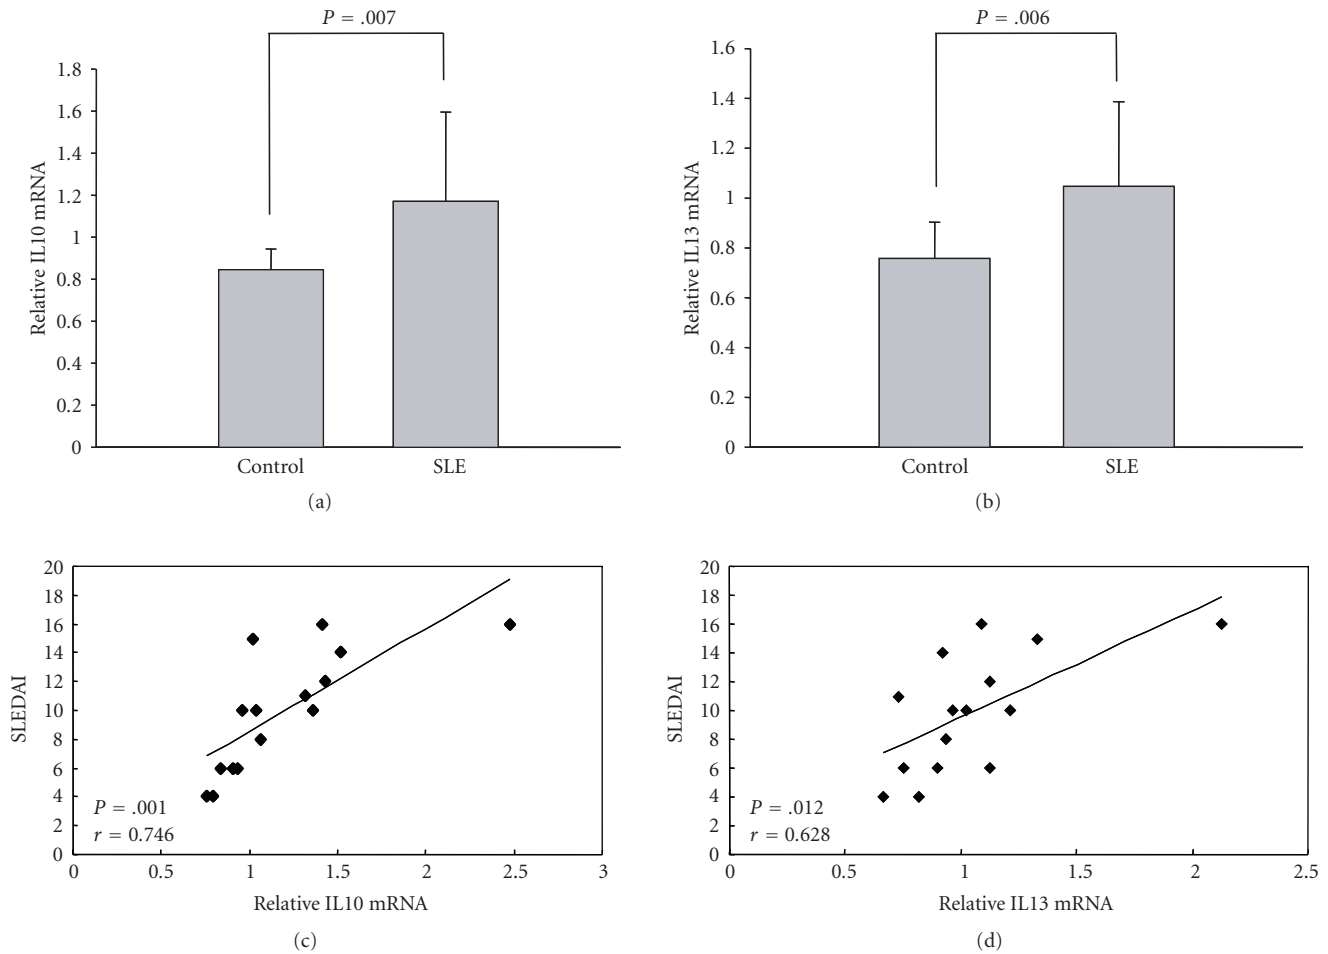 P = .007
Relative IL10 mRNA
1.8
1.6
1.4
1.2
1
0.8
0.6
0.4
0.2
0
Control SLE
(a)
P = .006
Relative IL13 mRNA
1.6
1.4
1.2
1
0.8
0.6
0.4
0.2
0
Control SLE
(b)
SLEDAI
20
18
16
14
12
10
8
6
4
2
0
P = .001
r = 0.746
0 0.5 1 1.5 2 2.5 3
Relative IL10 mRNA
(c)
SLEDAI
20
18
16
14
12
10
8
6
4
2
0
P = .012
r = 0.628
0 0.5 1 1.5 2 2.5
Relative IL13 mRNA
(d)